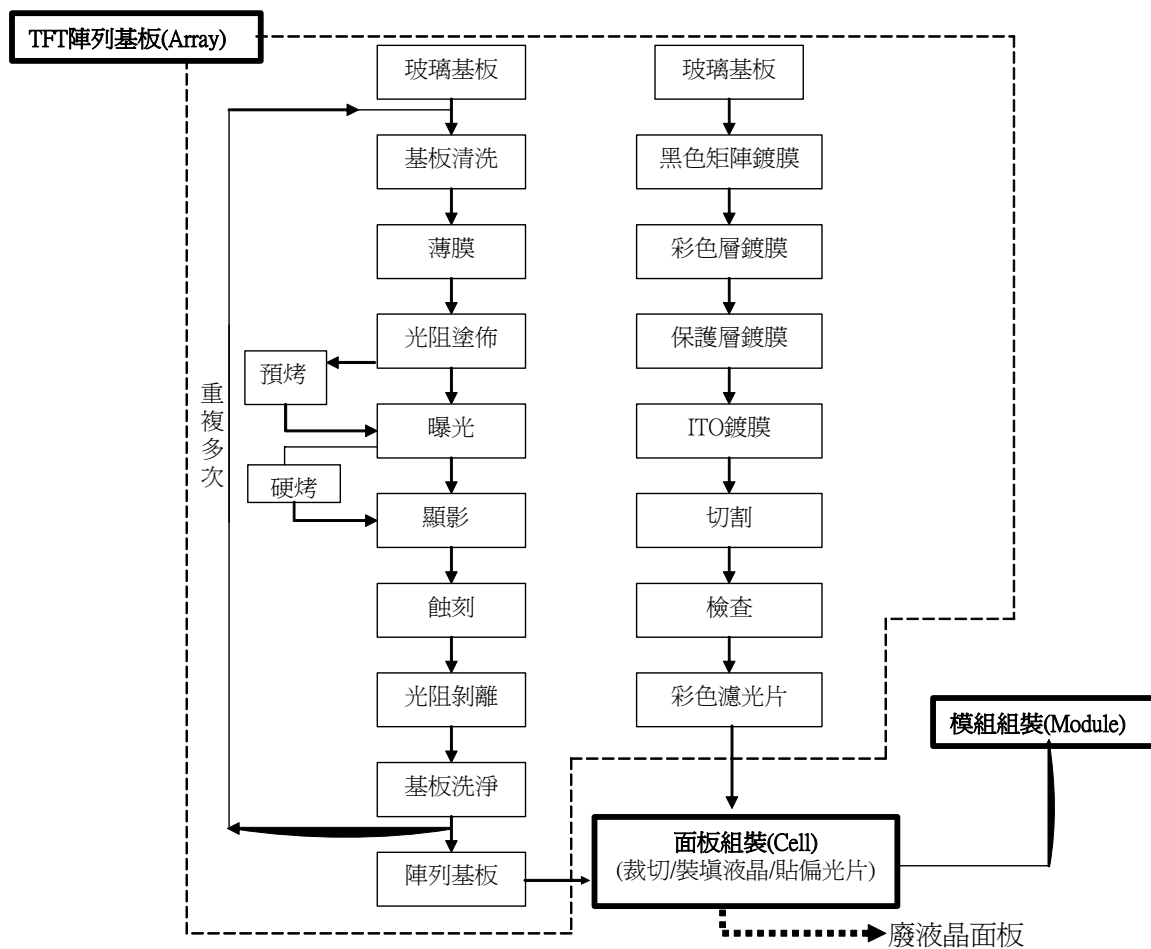 TFT陣列基板(Array)
玻璃基板
基板清洗
薄膜
光阻塗佈
預烤
曝光
硬烤
顯影
蝕刻
光阻剝離
基板洗淨
陣列基板
重複多次
玻璃基板
黑色矩陣鍍膜
彩色層鍍膜
保護層鍍膜
ITO鍍膜
切割
檢查
彩色濾光片
面板組裝(Cell)
(裁切/裝填液晶/貼偏光片)
模組組裝(Module)
廢液晶面板